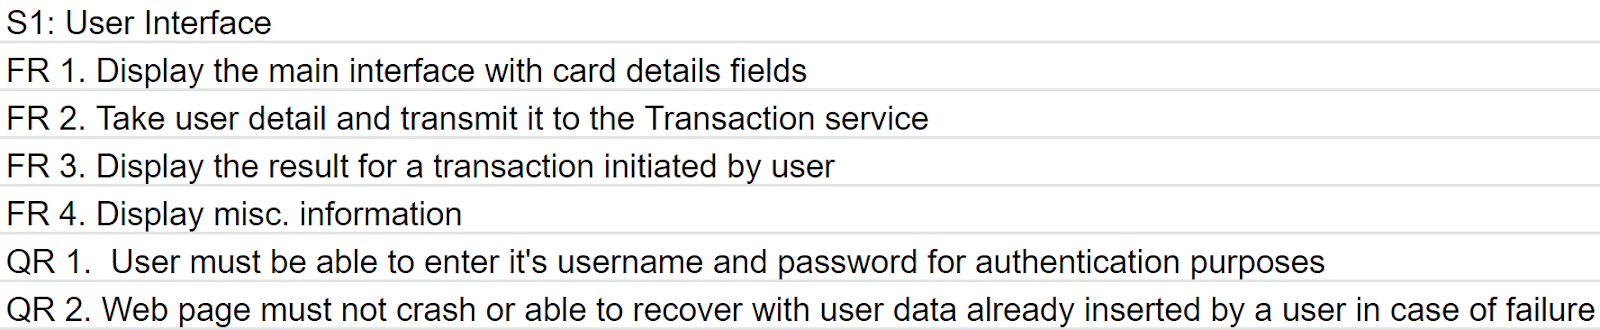 S1: User Interface
FR 1. Display the main interface with card details fields
FR 2. Take user detail and transmit it to the Transaction service
FR 3. Display the result for a transaction initiated by user
FR 4. Display misc. information
QR 1.  User must be able to enter it's username and password for authentication purposes
QR 2. Web page must not crash or able to recover with user data already inserted by a user in case of failure